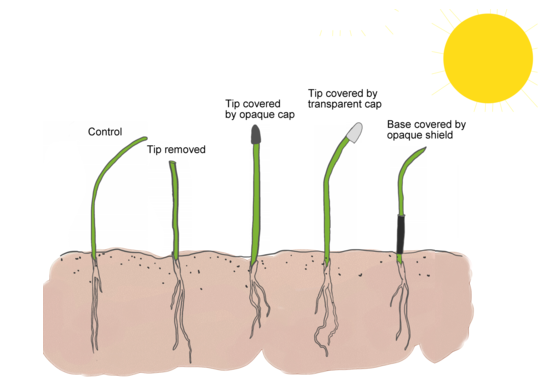 Control
Tip removed
Tip covered
by opaque cap
Tip covered by
transparent cap
Base covered by
opaque shield